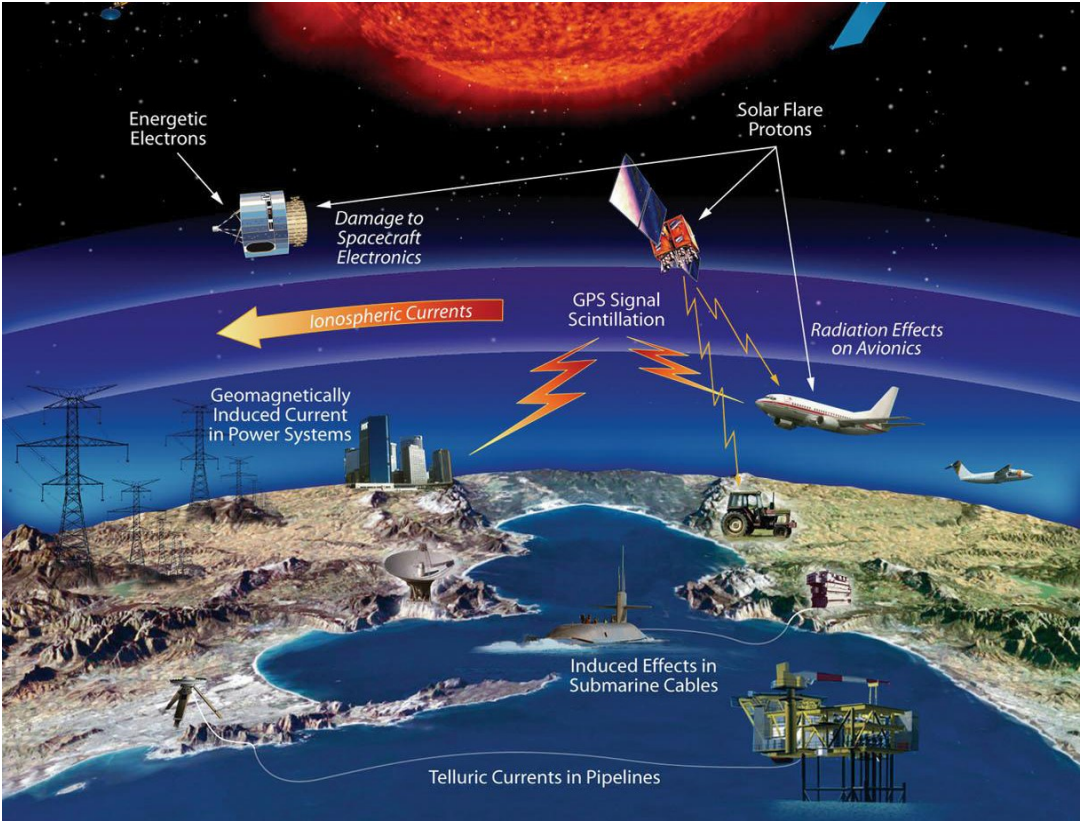 Energetic
Electrons
Solar Flare
Protons
Damage to
Spacecraft
Electronics
GPS Signal
Scintillation
Ionospheric Currents
Radiation Effects
on Avionics
Geomagnetically
Induced Current
in Power Systems
Induced Effects in
Submarine Cables
Telluric Currents in Pipelines